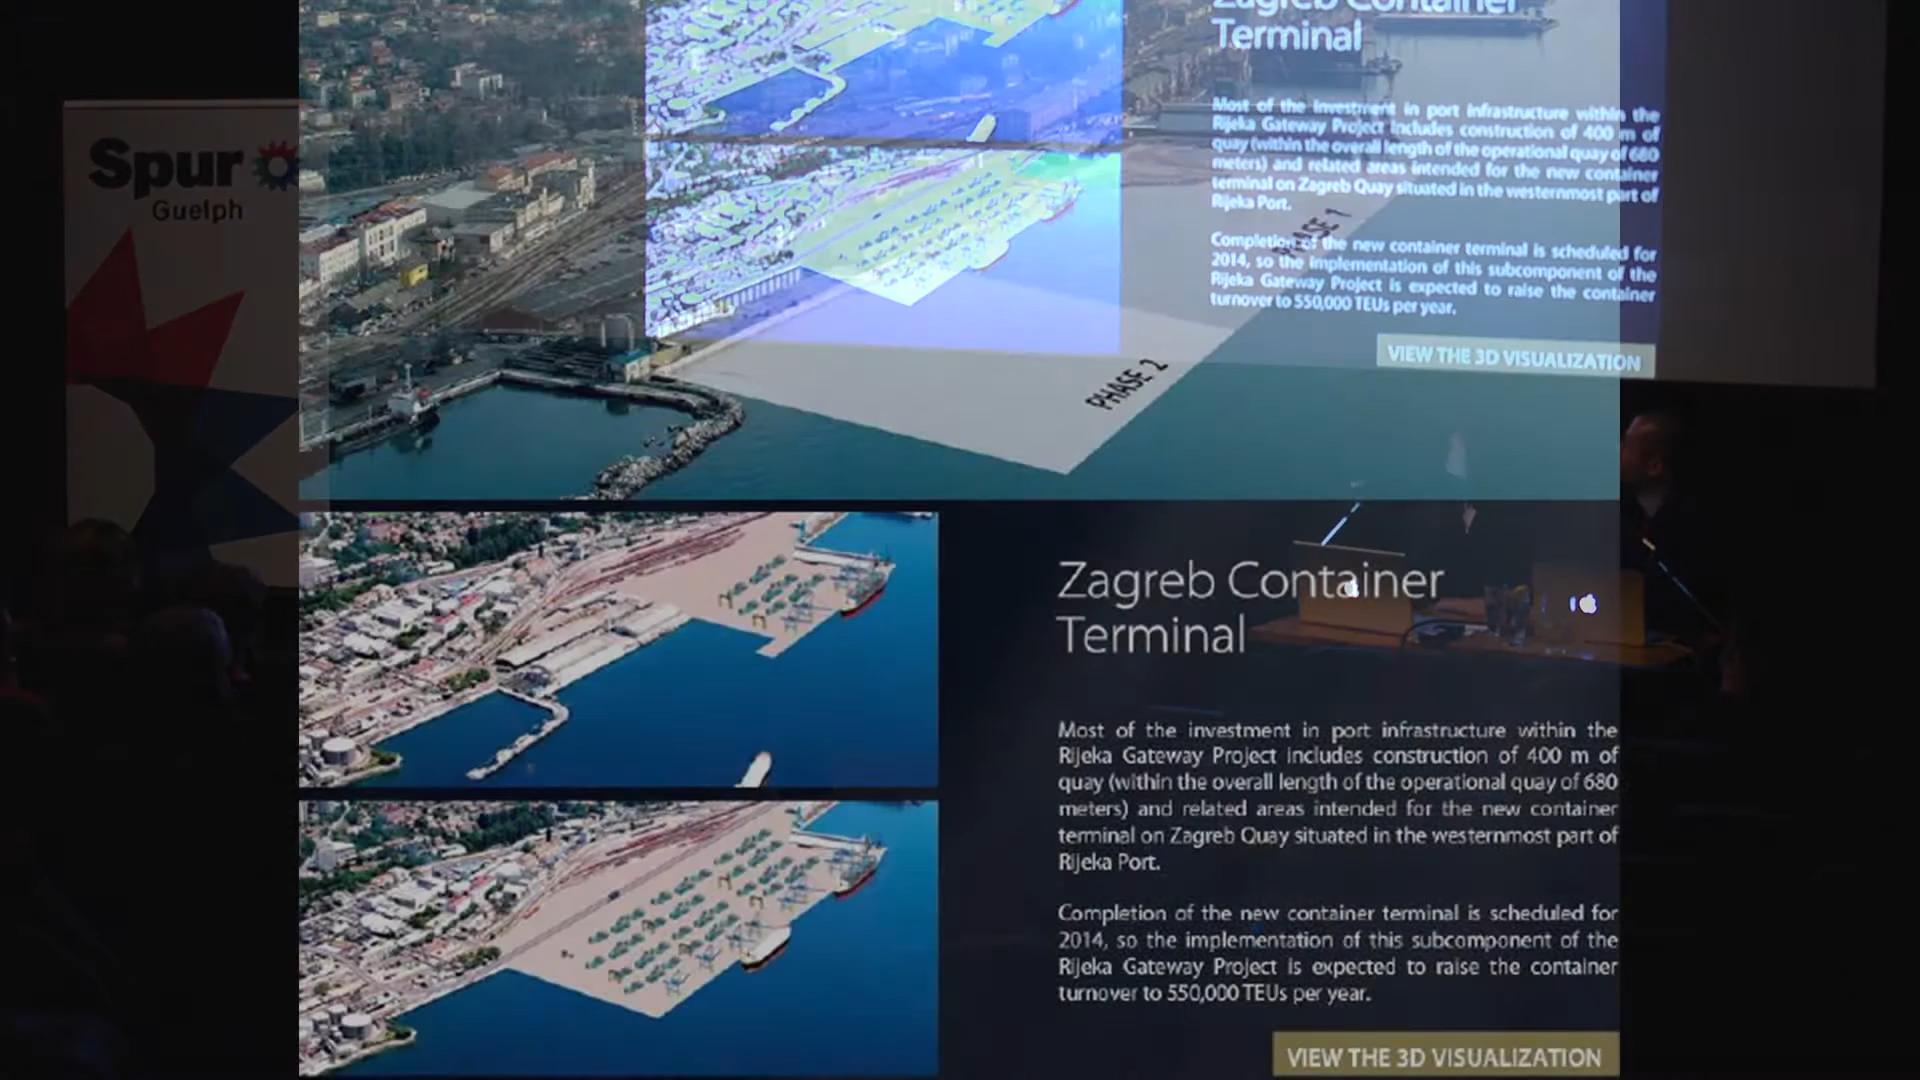 Spur
Guelph
Zagreb Container
Terminal
Most of the investment in port infrastructure within the
Rijeka Gateway Project includes construction of 400 m of
quay (within the overall length of the operational quay of 680
meters) and related areas intended for the new container
terminal on Zagreb Quay situated in the westernmost part of
Rijeka Port.
PHASE 1
Completion of the new container terminal is scheduled for
2014, so the implementation of this subcomponent of the
Rijeka Gateway Project is expected to raise the container
turnover to 550,000 TEUs per year.
VIEW THE 3D VISUALIZATION
PHASE 2
Zagreb Container
Terminal
Most of the investment in port infrastructure within the
Rijeka Gateway Project includes construction of 400 m of
quay (within the overall length of the operational quay of 680
meters) and related areas intended for the new container
terminal on Zagreb Quay situated in the westernmost part of
Rijeka Port.
Completion of the new container terminal is scheduled for
2014, so the implementation of this subcomponent of the
Rijeka Gateway Project is expected to raise the container
turnover to 550,000 TEUs per year.
VIEW THE 3D VISUALIZATION